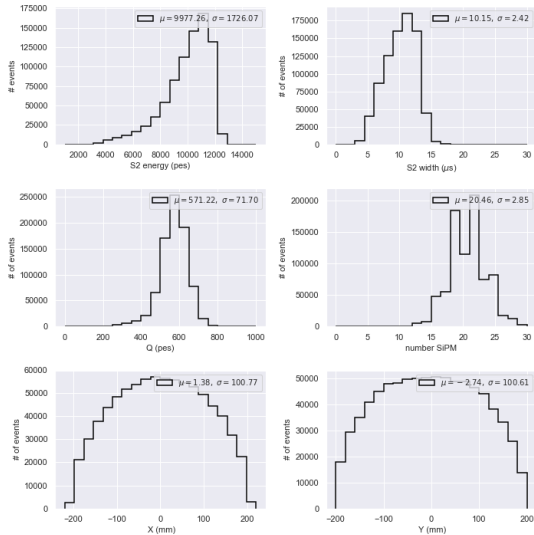 μ = 9977.26, σ = 1726.07
175000
150000
125000
100000
75000
50000
25000
0
# events
2000 4000 6000 8000 10000 12000 14000
S2 energy (pes)
μ = 10.15, σ = 2.42
175000
150000
125000
100000
75000
50000
25000
0
# of events
0 5 10 15 20 25 30
S2 width (μs)
μ = 571.22, σ = 71.70
250000
200000
150000
100000
50000
0
# of events
0 200 400 600 800 1000
Q (pes)
μ = 20.46, σ = 2.85
200000
150000
100000
50000
0
# of events
0 5 10 15 20 25 30
number SiPM
μ = 1.38, σ = 100.77
60000
50000
40000
30000
20000
10000
0
# of events
−200 −100 0 100 200
X (mm)
μ = −2.74, σ = 100.61
50000
40000
30000
20000
10000
0
# of events
−200 −100 0 100 200
Y (mm)